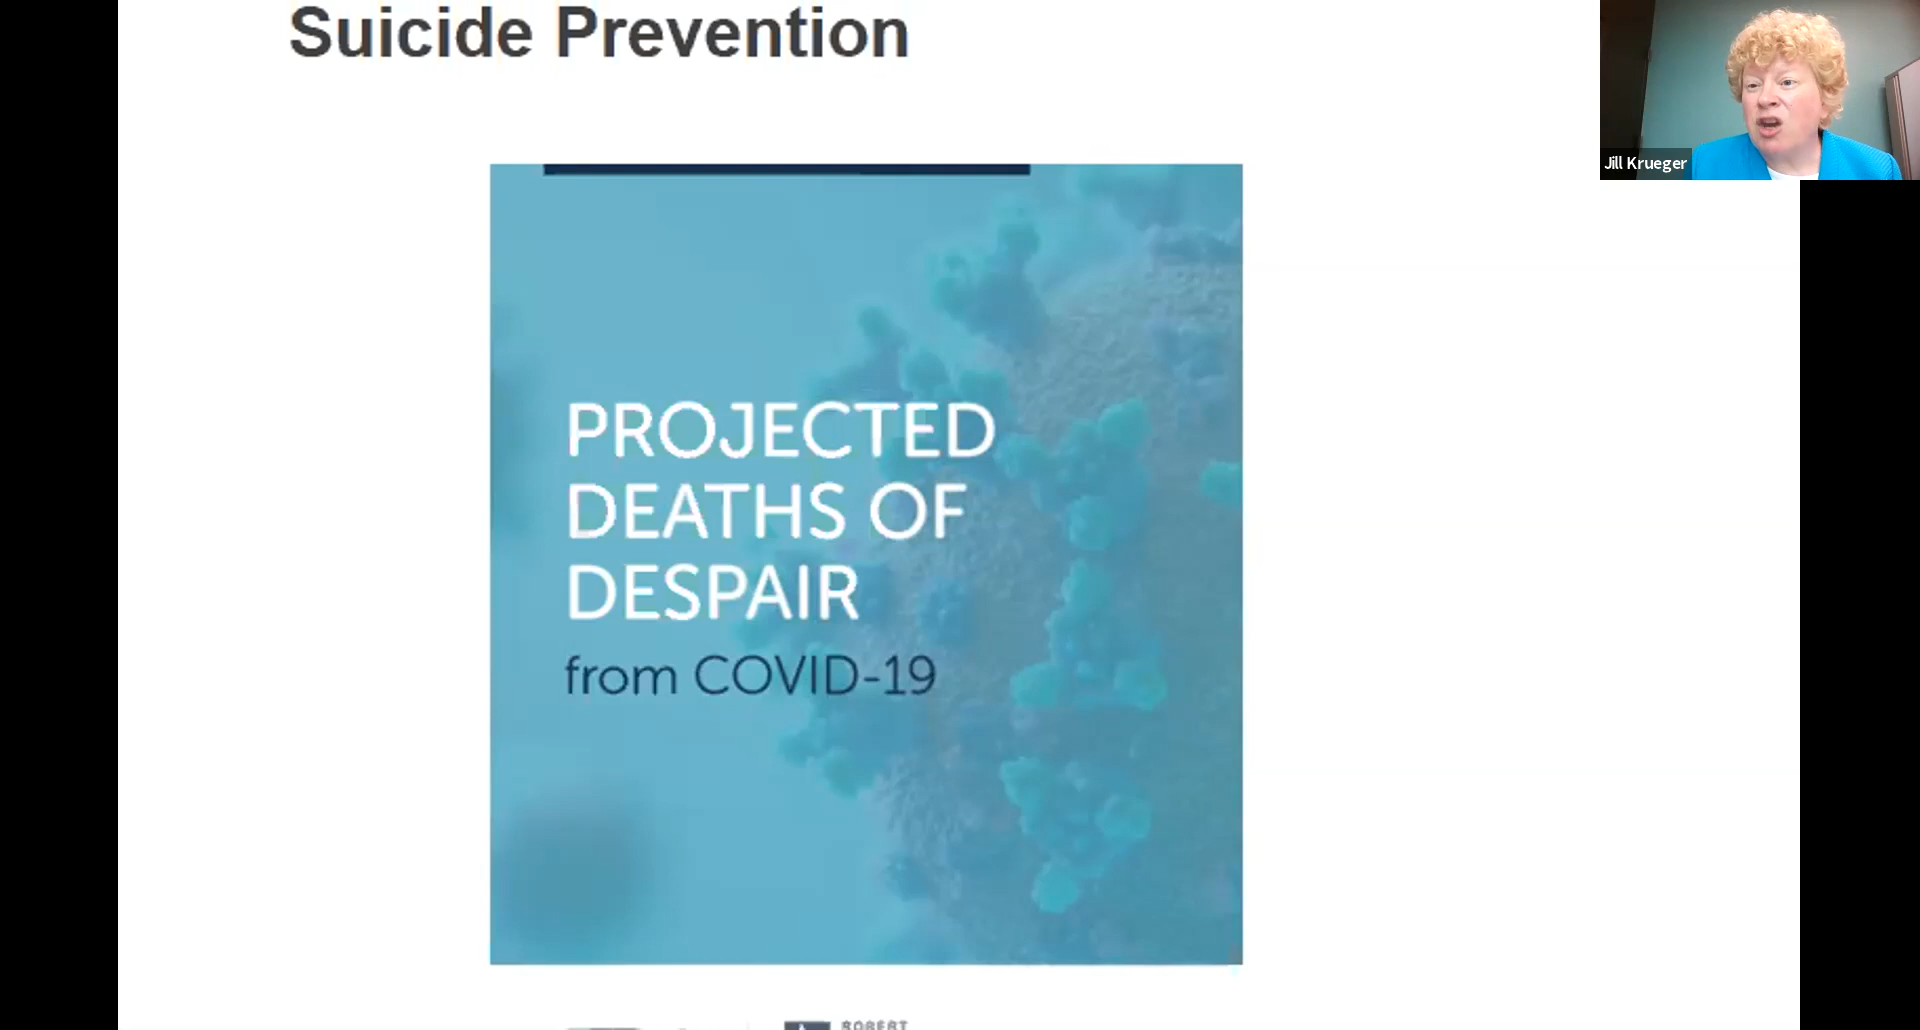 Suicide Prevention
Jill Krueger
PROJECTED
DEATHS OF
DESPAIR
from COVID-19
ROBERT